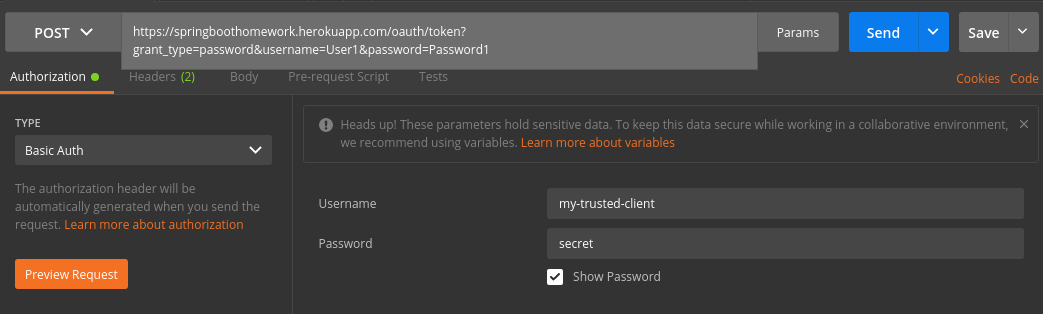 POST
https://springboothomework.herokuapp.com/oauth/token?
grant_type=password&username=User1&password=Password1
Params
Send
Save
Authorization
Headers (2)
Body
Pre-request Script
Tests
Cookies
Code
TYPE
Basic Auth
The authorization header will be
automatically generated when you send the
request. Learn more about authorization
Preview Request
Heads up! These parameters hold sensitive data. To keep this data secure while working in a collaborative environment,
we recommend using variables. Learn more about variables
Username
my-trusted-client
Password
secret
Show Password